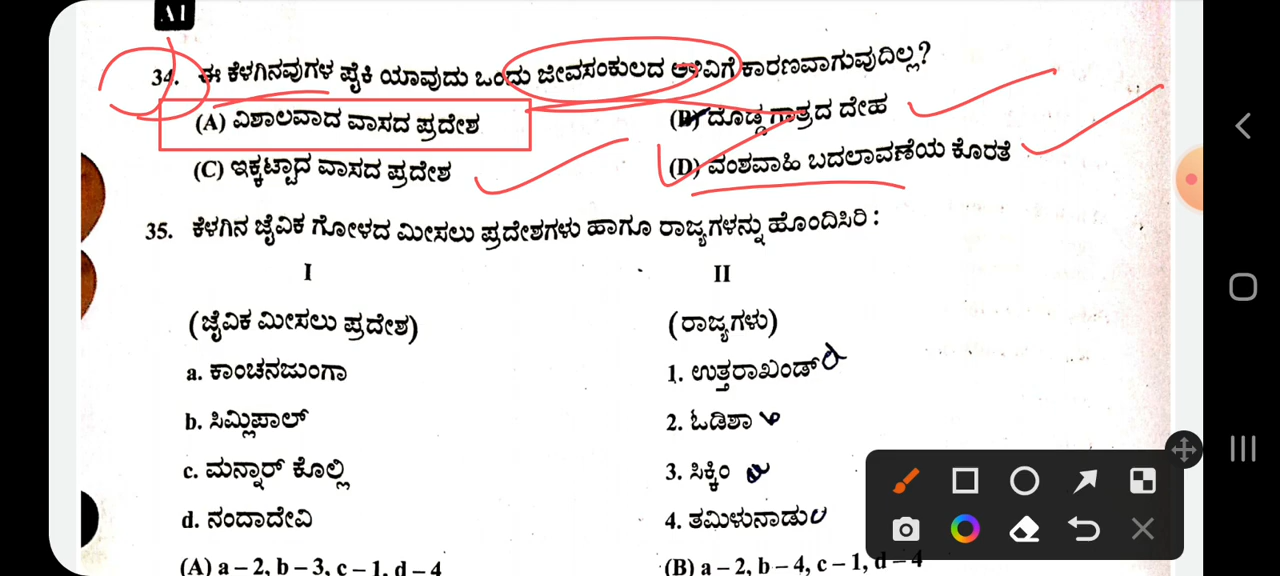 A1
34. ಈ ಕೆಳಗಿನವುಗಳ ಪೈಕಿ ಯಾವುದು ಒಂದು ಜೀವಸಂಕುಲದ ಅಳಿವಿಗೆ ಕಾರಣವಾಗುವುದಿಲ್ಲ?
(A) ವಿಶಾಲವಾದ ವಾಸದ ಪ್ರದೇಶ (B) ದೊಡ್ಡ ಗಾತ್ರದ ದೇಹ
(C) ಇಕ್ಕಟ್ಟಾದ ವಾಸದ ಪ್ರದೇಶ (D) ವಂಶವಾಹಿ ಬದಲಾವಣೆಯ ಕೊರತೆ
35. ಕೆಳಗಿನ ಜೈವಿಕ ಗೋಳದ ಮೀಸಲು ಪ್ರದೇಶಗಳು ಹಾಗೂ ರಾಜ್ಯಗಳನ್ನು ಹೊಂದಿಸಿರಿ :
I II
(ಜೈವಿಕ ಮೀಸಲು ಪ್ರದೇಶ) (ರಾಜ್ಯಗಳು)
a. ಕಾಂಚನಜುಂಗಾ 1. ಉತ್ತರಾಖಂಡ್ d
b. ಸಿಮ್ಲಿಪಾಲ್ 2. ಓಡಿಶಾ b
c. ಮನ್ನಾರ್ ಕೊಲ್ಲಿ 3. ಸಿಕ್ಕಿಂ a
d. ನಂದಾದೇವಿ 4. ತಮಿಳುನಾಡು c
(A) a – 2, b – 3, c – 1, d – 4 (B) a – 2, b – 4, c – 1, d – 4